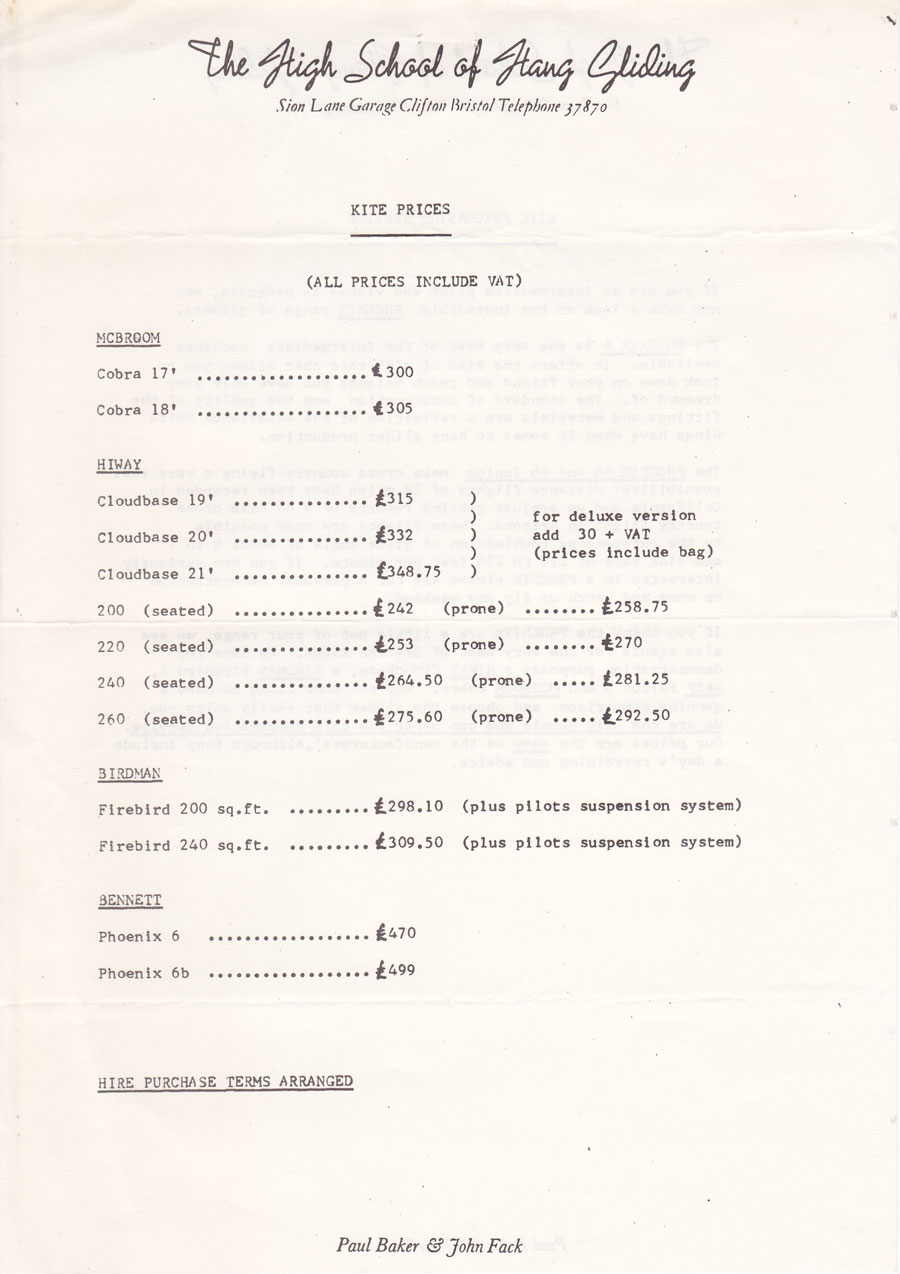 The High School of Hang Gliding
Sion Lane Garage Clifton Bristol Telephone 37870
KITE PRICES
(ALL PRICES INCLUDE VAT)
MCBROOM
Cobra 17' ................... £300
Cobra 18' ................... £305
HIWAY
Cloudbase 19' ............... £315 )
) for deluxe version
Cloudbase 20' ............... £332 ) add 30 + VAT
) (prices include bag)
Cloudbase 21' ............... £348.75 )
200 (seated) ............... £242 (prone) ........ £258.75
220 (seated) ............... £253 (prone) ........ £270
240 (seated) ............... £264.50 (prone) ..... £281.25
260 (seated) ............... £275.60 (prone) ..... £292.50
BIRDMAN
Firebird 200 sq.ft. ......... £298.10 (plus pilots suspension system)
Firebird 240 sq.ft. ......... £309.50 (plus pilots suspension system)
BENNETT
Phoenix 6 .................. £470
Phoenix 6b .................. £499
HIRE PURCHASE TERMS ARRANGED
Paul Baker & John Fack